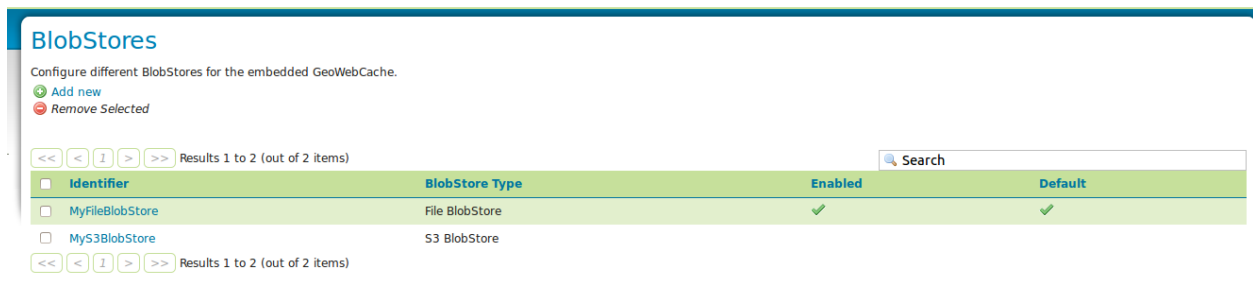 BlobStores
Configure different BlobStores for the embedded GeoWebCache.
Add new
Remove Selected
<< < 1 > >> Results 1 to 2 (out of 2 items) Search
Identifier BlobStore Type Enabled Default
MyFileBlobStore File BlobStore
MyS3BlobStore S3 BlobStore
<< < 1 > >> Results 1 to 2 (out of 2 items)